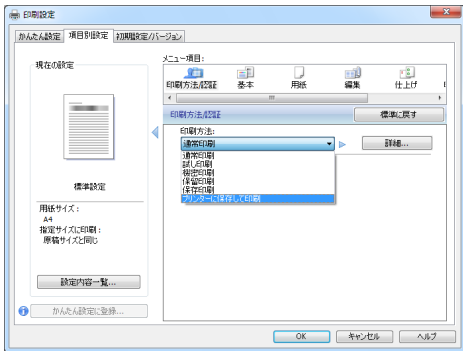 印刷設定
かんたん設定 項目別設定 初期設定/バージョン
現在の設定
標準設定
用紙サイズ:
A4
指定サイズに印刷:
原稿サイズと同じ
設定内容一覧...
かんたん設定に登録...
メニュー項目:
印刷方法/認証 基本 用紙 編集 仕上げ
印刷方法/認証 標準に戻す
印刷方法:
通常印刷 詳細...
通常印刷
試し印刷
機密印刷
保留印刷
保存印刷
プリンターに保存して印刷
OK キャンセル ヘルプ